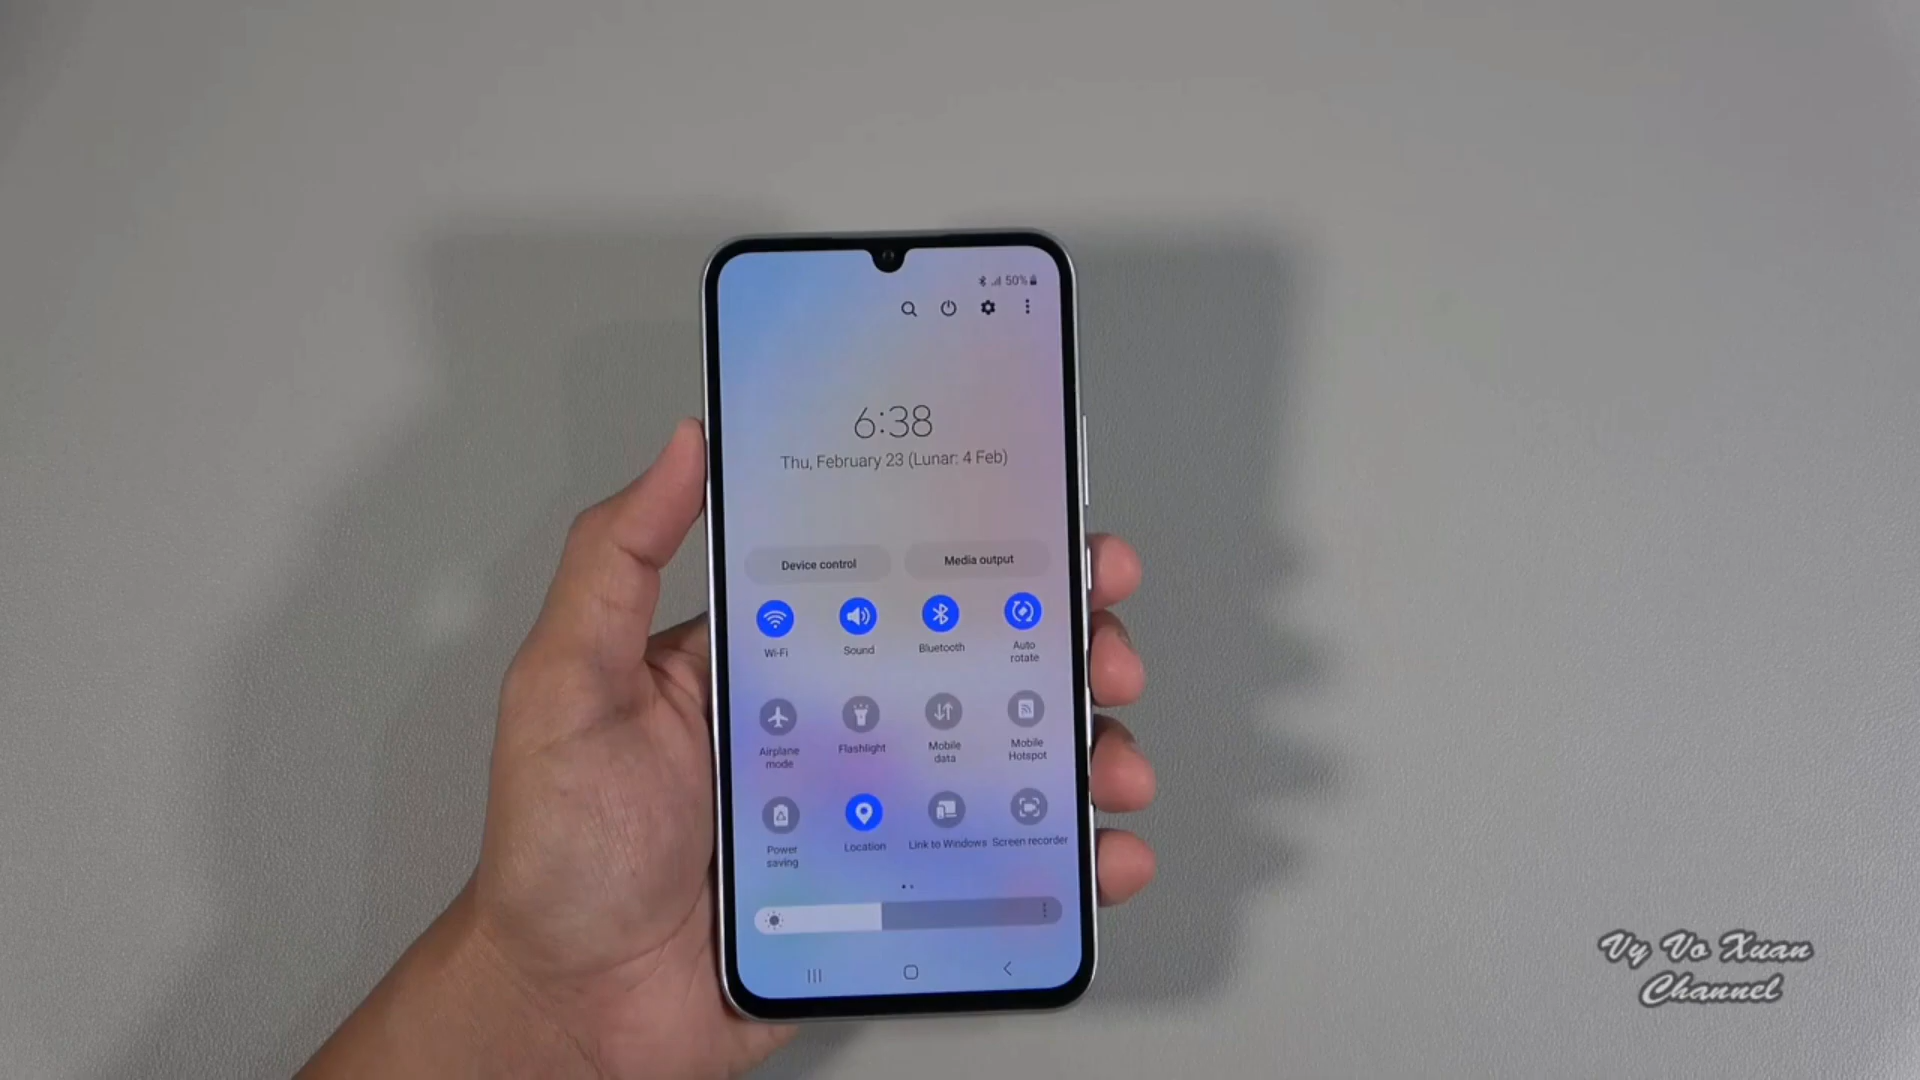 50%
6:38
Thu, February 23 (Lunar: 4 Feb)
Device control
Media output
Wi-Fi
Sound
Bluetooth
Auto
rotate
Airplane
mode
Flashlight
Mobile
data
Mobile
Hotspot
Power
saving
Location
Link to Windows
Screen recorder
Vy Vo Xuan
Channel